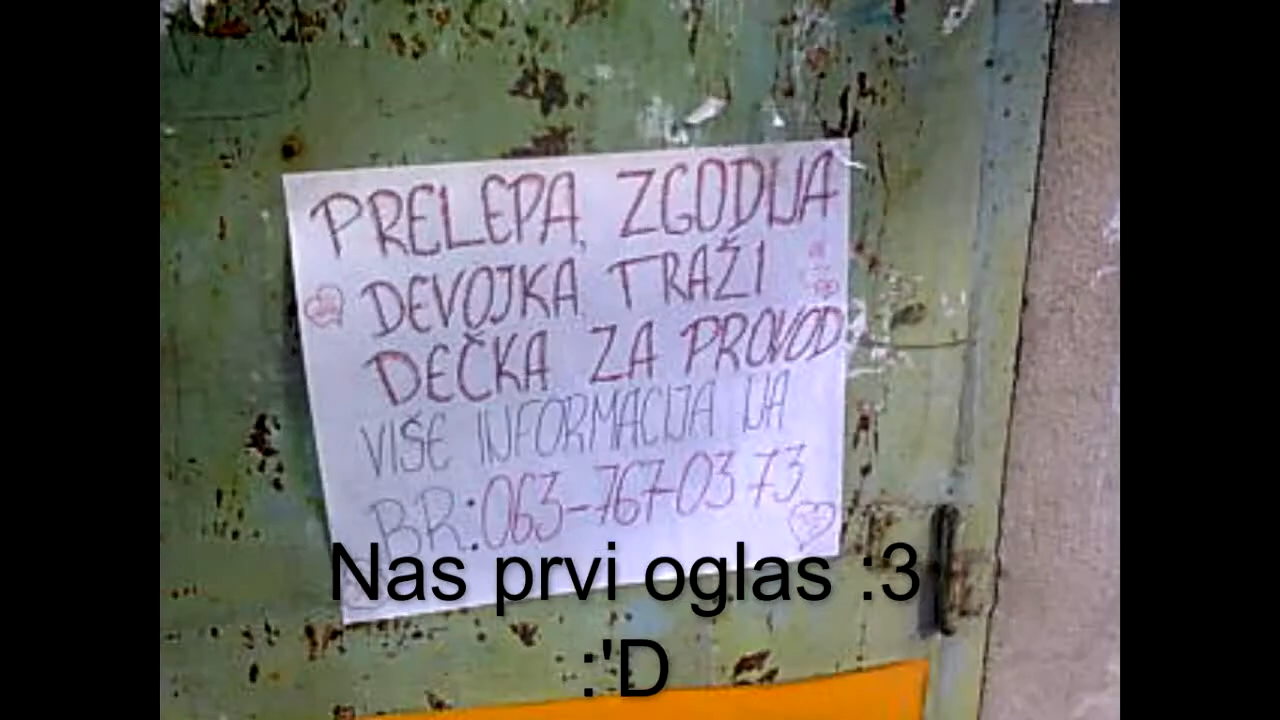 PRELEPA, ZGODNA
DEVOJKA TRAŽI
DEČKA ZA PROVOD
VIŠE INFORMACIJA NA
BR:063-767-03 73
Nas prvi oglas :3
:'D